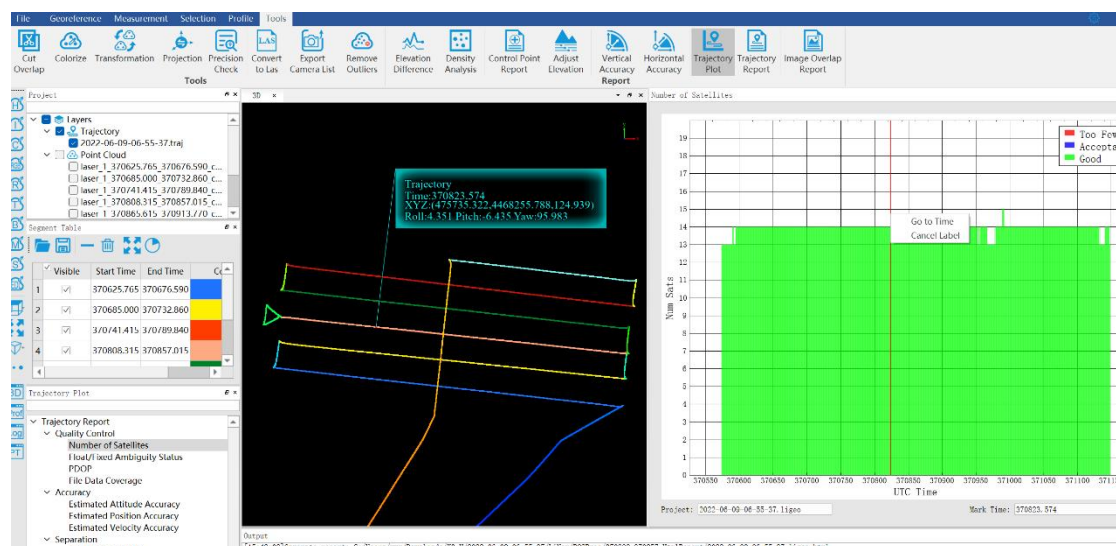 File Georeference Measurement Selection Profile Tools
Cut Overlap
Colorize
Transformation
Projection
Precision Check
Convert to Las
Export Camera List
Remove Outliers
Elevation Difference
Density Analysis
Control Point Report
Adjust Elevation
Vertical Accuracy
Horizontal Accuracy
Trajectory Plot
Trajectory Report
Image Overlap Report
Tools
Report
Project
Layers
Trajectory
2022-06-09-06-55-37.traj
Point Cloud
laser_1_370625.765_370676.590_c...
laser_1_370685.000_370732.860_c...
laser_1_370741.415_370789.840_c...
laser_1_370808.315_370857.015_c...
laser_1_370865.615_370913.770_c...
Segment Table
Visible Start Time End Time
1 370625.765 370676.590
2 370685.000 370732.860
3 370741.415 370789.840
4 370808.315 370857.015
Trajectory Plot
Trajectory Report
Quality Control
Number of Satellites
Float/Fixed Ambiguity Status
PDOP
File Data Coverage
Accuracy
Estimated Attitude Accuracy
Estimated Position Accuracy
Estimated Velocity Accuracy
Separation
3D
Trajectory
Time:370823.574
XYZ:(475735.322,4468255.788,124.939)
Roll:4.351 Pitch:-6.435 Yaw:95.983
Output
Number of Satellites
Too Few
Accepta
Good
Go to Time
Cancel Label
Num Sats
19
18
17
16
15
14
13
12
11
10
9
8
7
6
5
4
3
2
1
0
370550 370600 370650 370700 370750 370800 370850 370900 370950 371000 371050 371100
UTC Time
Project: 2022-06-09-06-55-37.ligeo
Mark Time: 370823.574